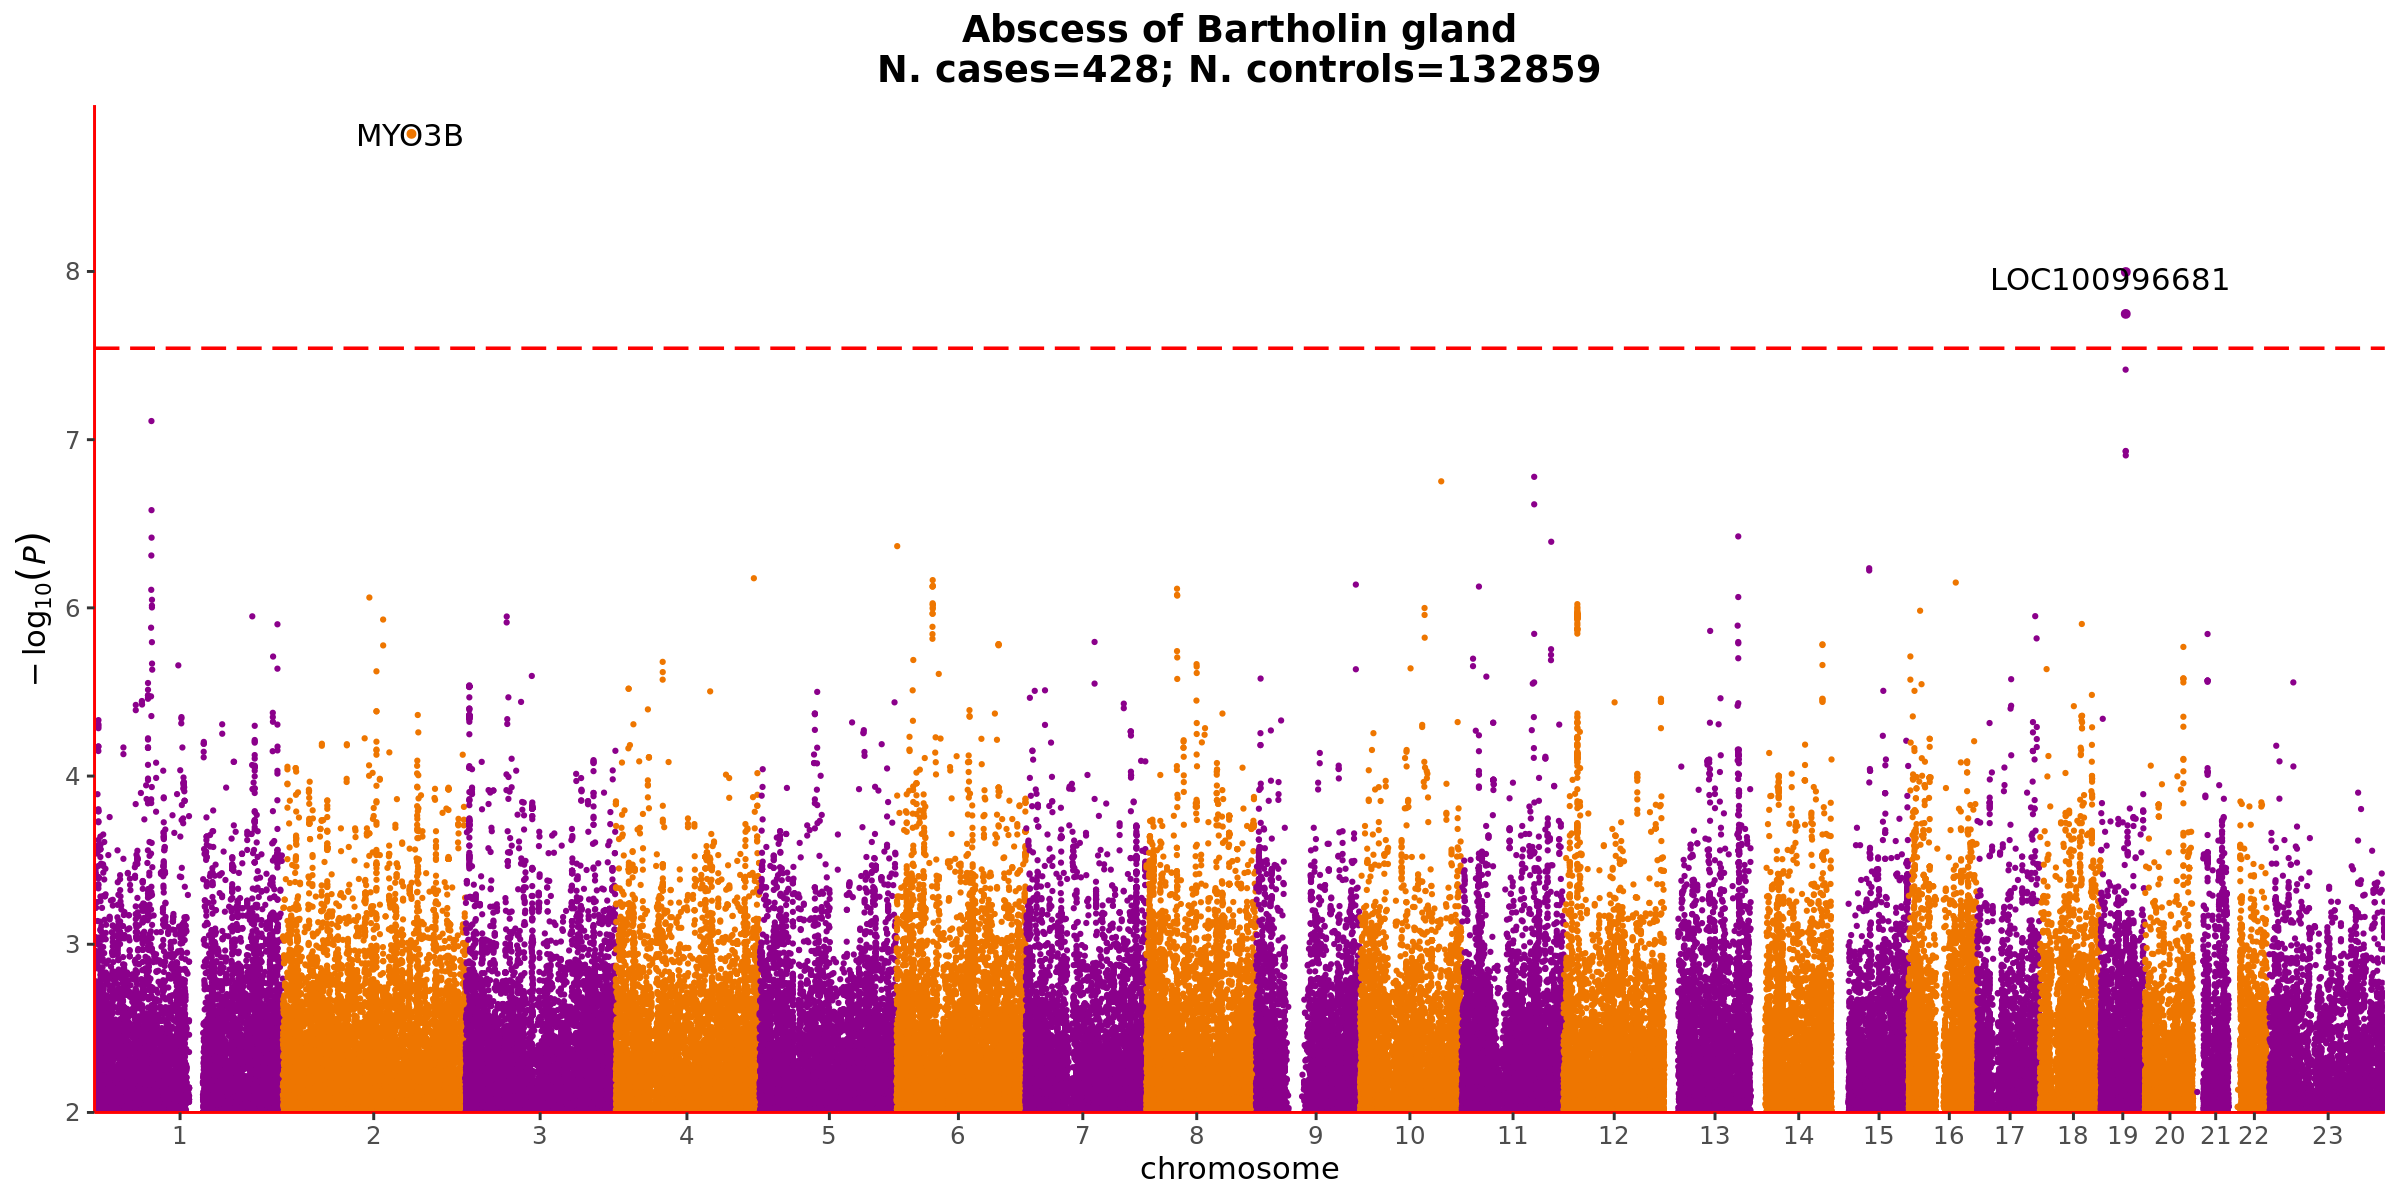 Abscess of Bartholin gland
N. cases=428; N. controls=132859
MYO3B
8
LOC100996681
7
−log₁₀(P)
6
5
4
3
2
1 2 3 4 5 6 7 8 9 10 11 12 13 14 15 16 17 18 19 20 21 22 23
chromosome